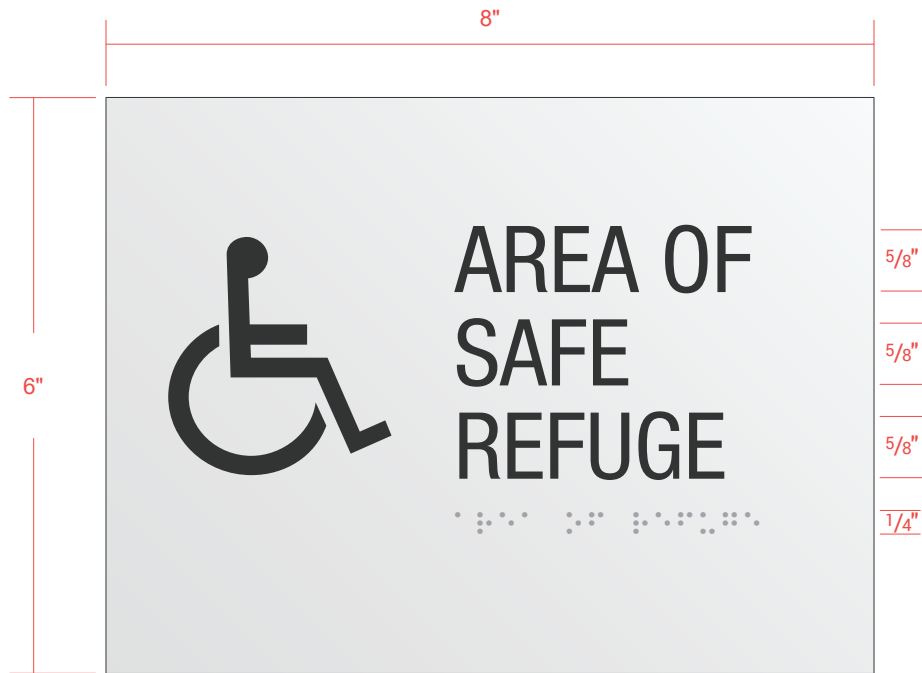 8"
AREA OF
5/8"
SAFE
5/8"
6"
REFUGE
5/8"
⠁⠗⠑⠁ ⠕⠋ ⠗⠑⠋⠥⠛⠑
1/4"